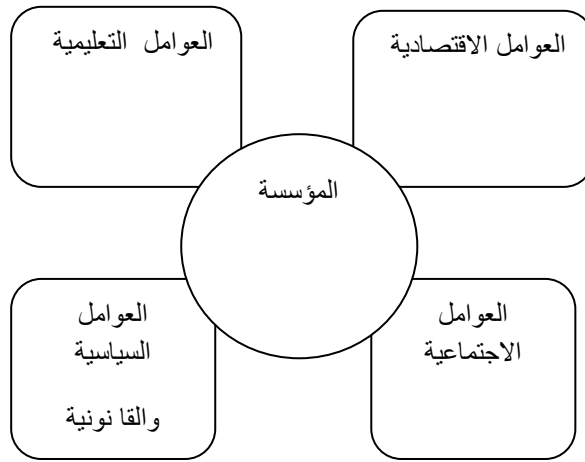 العوامل الاقتصادية
العوامل التعليمية
المؤسسة
العوامل
الاجتماعية
العوامل
السياسية
والقا نونية